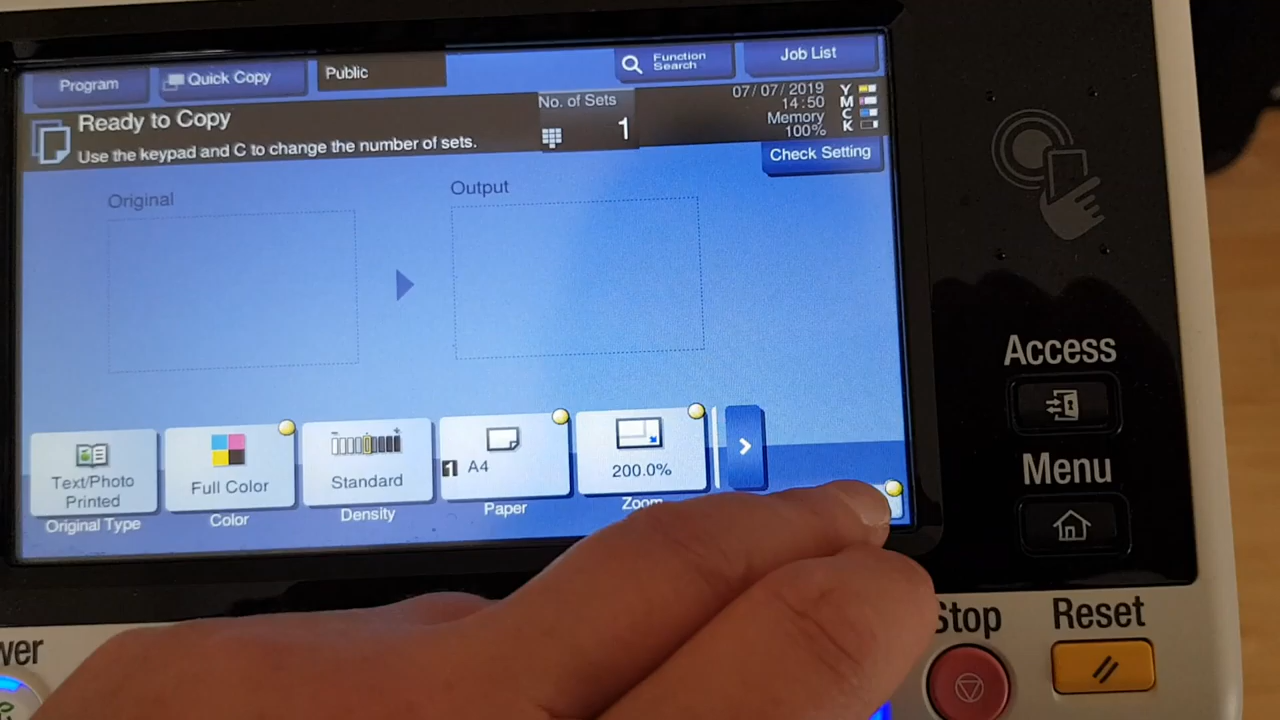 Program
Quick Copy
Public
Function
Search
Job List
Ready to Copy
Use the keypad and C to change the number of sets.
No. of Sets
1
07/07/2019
14:50
Memory
100%
Y
M
C
K
Check Setting
Original
Output
Text/Photo
Printed
Original Type
Full Color
Color
Standard
Density
1 A4
Paper
200.0%
Zoom
Access
Menu
Stop
Reset
wer